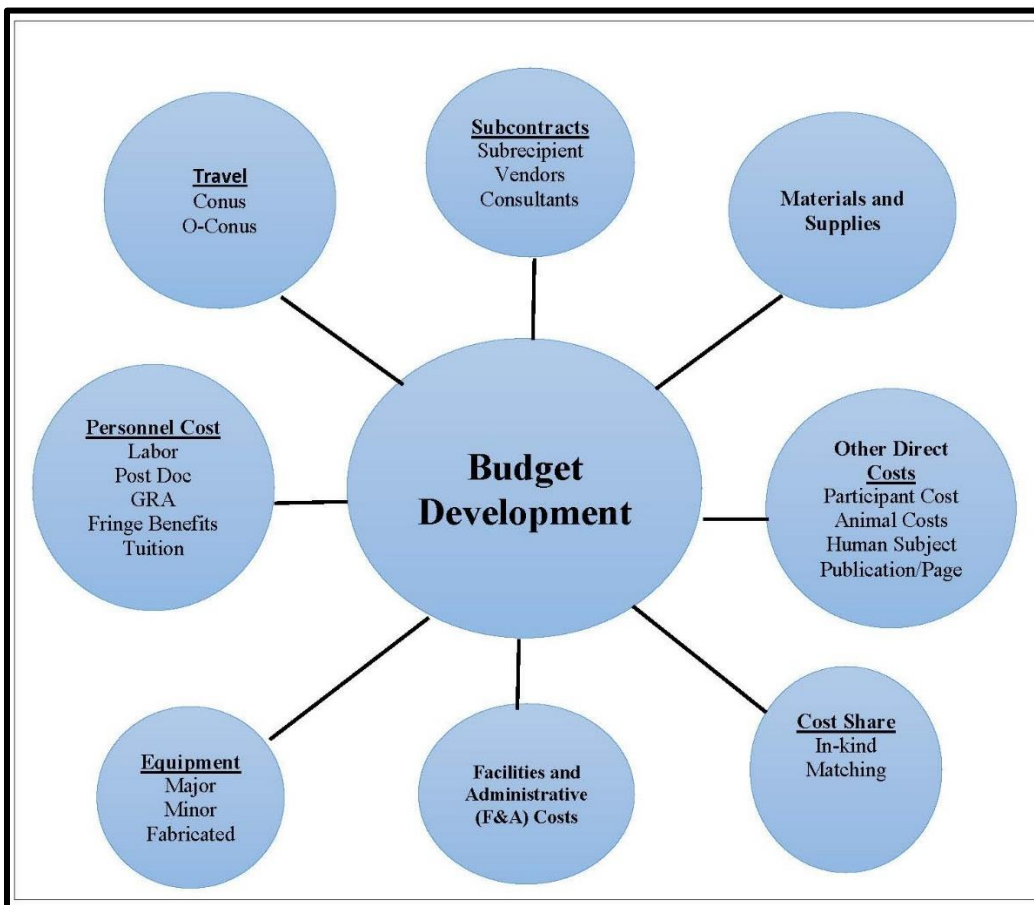 Subcontracts
Subrecipient
Vendors
Consultants
Travel
Conus
O-Conus
Materials and
Supplies
Personnel Cost
Labor
Post Doc
GRA
Fringe Benefits
Tuition
Budget
Development
Other Direct
Costs
Participant Cost
Animal Costs
Human Subject
Publication/Page
Equipment
Major
Minor
Fabricated
Facilities and
Administrative
(F&A) Costs
Cost Share
In-kind
Matching